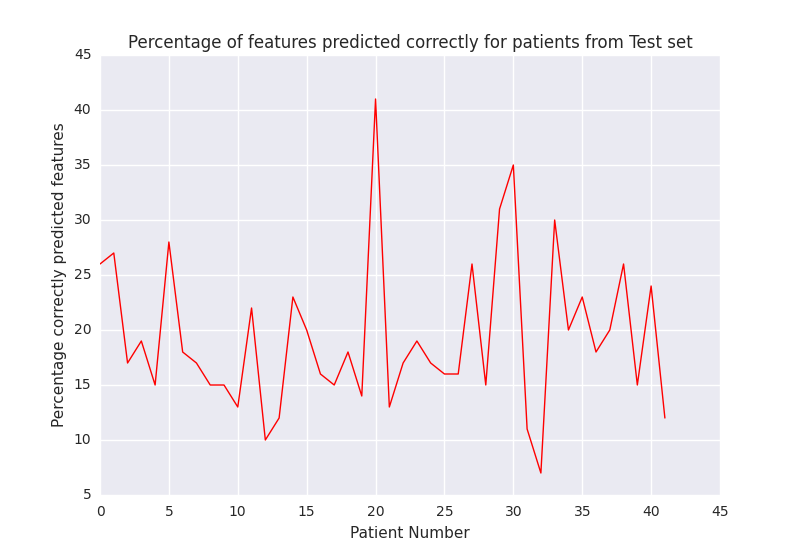 Percentage of features predicted correctly for patients from Test set
45
40
35
30
25
20
15
10
5
Percentage correctly predicted features
0 5 10 15 20 25 30 35 40 45
Patient Number